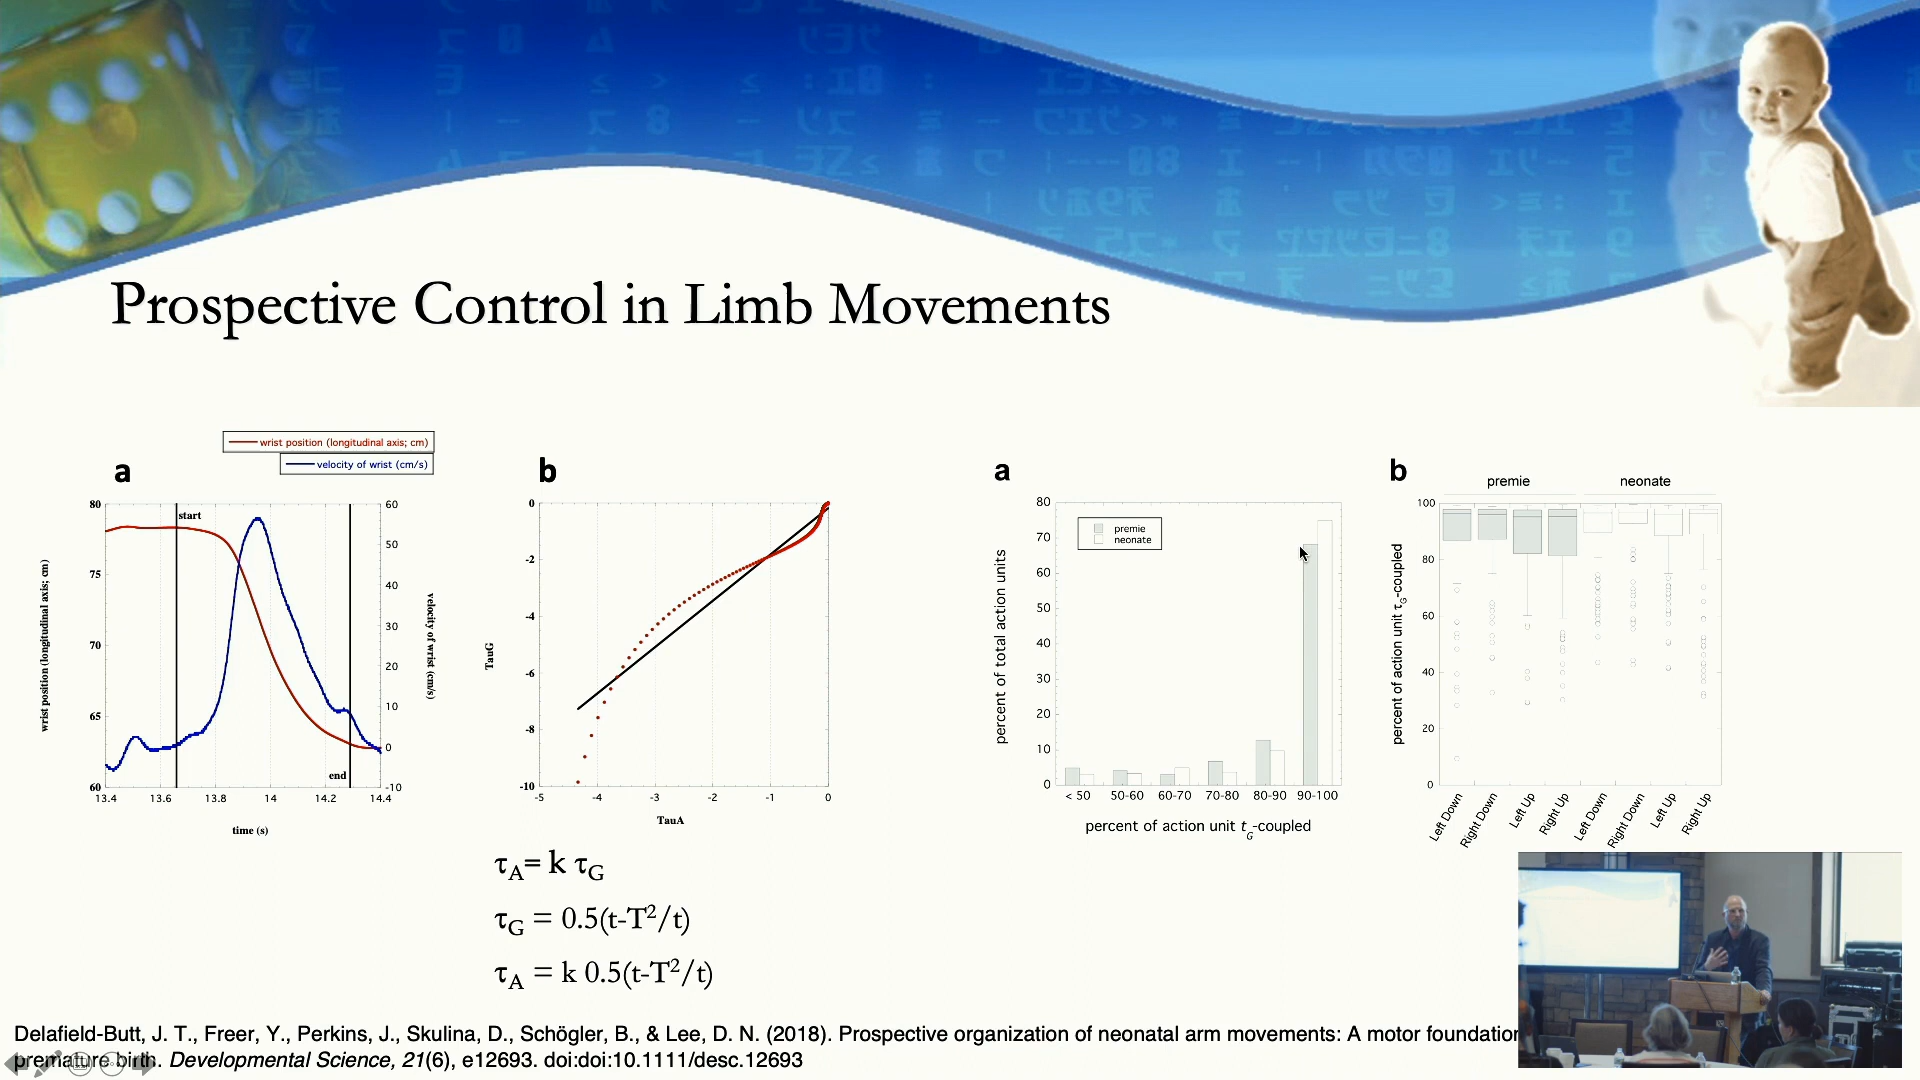 Prospective Control in Limb Movements
a
wrist position (longitudinal axis; cm)
velocity of wrist (cm/s)
80
75
70
65
60
wrist position (longitudinal axis; cm)
start
end
60
50
40
30
20
10
0
-10
velocity of wrist (cm/s)
13.4 13.6 13.8 14 14.2 14.4
time (s)
b
0
-2
-4
-6
-8
-10
TauG
-5 -4 -3 -2 -1 0
TauA
τA= k τG
τG = 0.5(t-T²/t)
τA = k 0.5(t-T²/t)
a
80
70
60
50
40
30
20
10
0
percent of total action units
premie
neonate
< 50 50-60 60-70 70-80 80-90 90-100
percent of action unit tG-coupled
b
premie neonate
100
80
60
40
20
0
percent of action unit τG-coupled
Left Down Right Down Left Up Right Up Left Down Right Down Left Up Right Up
Delafield-Butt, J. T., Freer, Y., Perkins, J., Skulina, D., Schögler, B., & Lee, D. N. (2018). Prospective organization of neonatal arm movements: A motor foundation
premature birth. Developmental Science, 21(6), e12693. doi:doi:10.1111/desc.12693